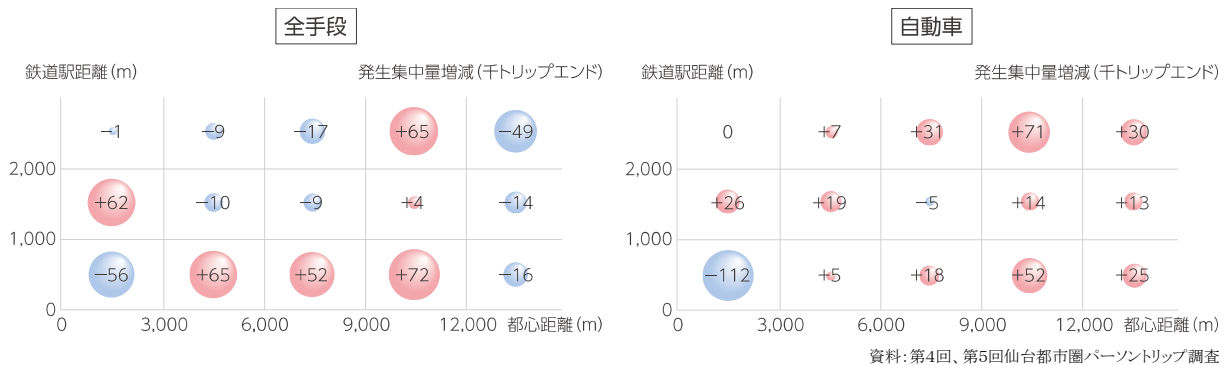 全手段
鉄道駅距離(m) 発生集中量増減(千トリップエンド)
−1 −9 −17 +65 −49
2,000
+62 −10 −9 +4 −14
1,000
−56 +65 +52 +72 −16
0
0 3,000 6,000 9,000 12,000 都心距離(m)
自動車
鉄道駅距離(m) 発生集中量増減(千トリップエンド)
0 +7 +31 +71 +30
2,000
+26 +19 −5 +14 +13
1,000
−112 +5 +18 +52 +25
0
0 3,000 6,000 9,000 12,000 都心距離(m)
資料:第4回、第5回仙台都市圏パーソントリップ調査